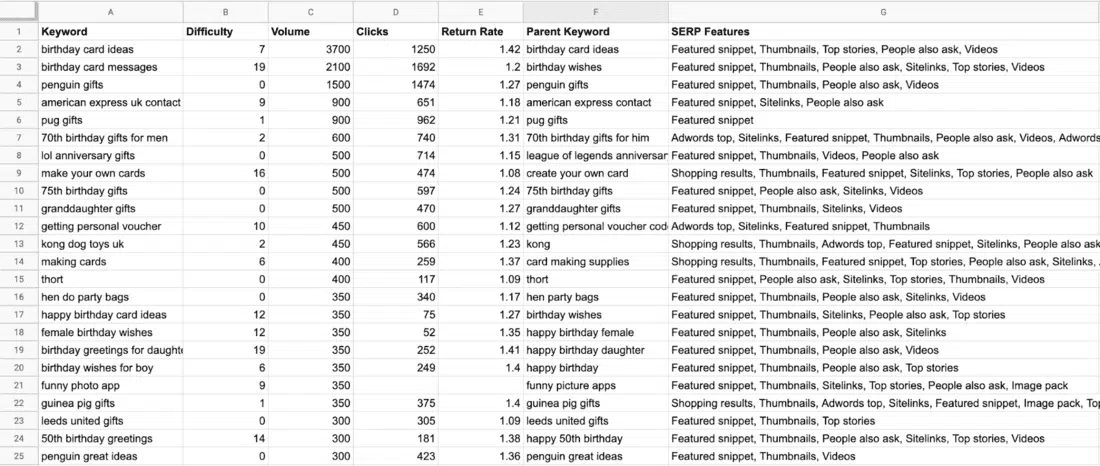 A B C D E F G
1 Keyword Difficulty Volume Clicks Return Rate Parent Keyword SERP Features
2 birthday card ideas 7 3700 1250 1.42 birthday card ideas Featured snippet, Thumbnails, Top stories, People also ask, Videos
3 birthday card messages 19 2100 1692 1.2 birthday wishes Featured snippet, Thumbnails, People also ask, Sitelinks, Top stories, Videos
4 penguin gifts 0 1500 1474 1.27 penguin gifts Featured snippet, Thumbnails, People also ask, Videos
5 american express uk contact 9 900 651 1.18 american express contact Featured snippet, Sitelinks, People also ask
6 pug gifts 1 900 962 1.21 pug gifts Featured snippet
7 70th birthday gifts for men 2 600 740 1.31 70th birthday gifts for him Adwords top, Sitelinks, Featured snippet, Thumbnails, People also ask, Videos, Adwords
8 lol anniversary gifts 0 500 714 1.15 league of legends anniversar Featured snippet, Thumbnails, Videos, People also ask
9 make your own cards 16 500 474 1.08 create your own card Shopping results, Thumbnails, Featured snippet, Sitelinks, Top stories, People also ask
10 75th birthday gifts 0 500 597 1.24 75th birthday gifts Featured snippet, People also ask, Sitelinks, Videos
11 granddaughter gifts 0 500 470 1.27 granddaughter gifts Featured snippet, Thumbnails, Sitelinks, Videos
12 getting personal voucher 10 450 600 1.12 getting personal voucher cod Adwords top, Sitelinks, Featured snippet, Thumbnails
13 kong dog toys uk 2 450 566 1.23 kong Shopping results, Thumbnails, Adwords top, Featured snippet, Sitelinks, People also ask
14 making cards 6 400 259 1.37 card making supplies Shopping results, Thumbnails, Featured snippet, Top stories, People also ask, Sitelinks,
15 thort 0 400 117 1.09 thort Featured snippet, People also ask, Sitelinks, Top stories, Thumbnails, Videos
16 hen do party bags 0 350 340 1.17 hen party bags Featured snippet, Thumbnails, People also ask, Sitelinks, Videos
17 happy birthday card ideas 12 350 75 1.27 birthday wishes Featured snippet, Thumbnails, Sitelinks, People also ask, Top stories
18 female birthday wishes 12 350 52 1.35 happy birthday female Featured snippet, Thumbnails, People also ask, Sitelinks
19 birthday greetings for daughte 19 350 252 1.41 happy birthday daughter Featured snippet, Thumbnails, People also ask, Videos
20 birthday wishes for boy 6 350 249 1.4 happy birthday Featured snippet, Thumbnails, People also ask, Top stories
21 funny photo app 9 350 funny picture apps Featured snippet, Thumbnails, Sitelinks, Top stories, People also ask, Image pack
22 guinea pig gifts 1 350 375 1.4 guinea pig gifts Shopping results, Thumbnails, Adwords top, Sitelinks, Featured snippet, Image pack, Top
23 leeds united gifts 0 300 305 1.09 leeds united gifts Featured snippet, Thumbnails, Top stories
24 50th birthday greetings 14 300 181 1.38 happy 50th birthday Featured snippet, Thumbnails, People also ask, Sitelinks, Top stories, Videos
25 penguin great ideas 0 300 423 1.36 penguin great ideas Featured snippet, Thumbnails, Videos